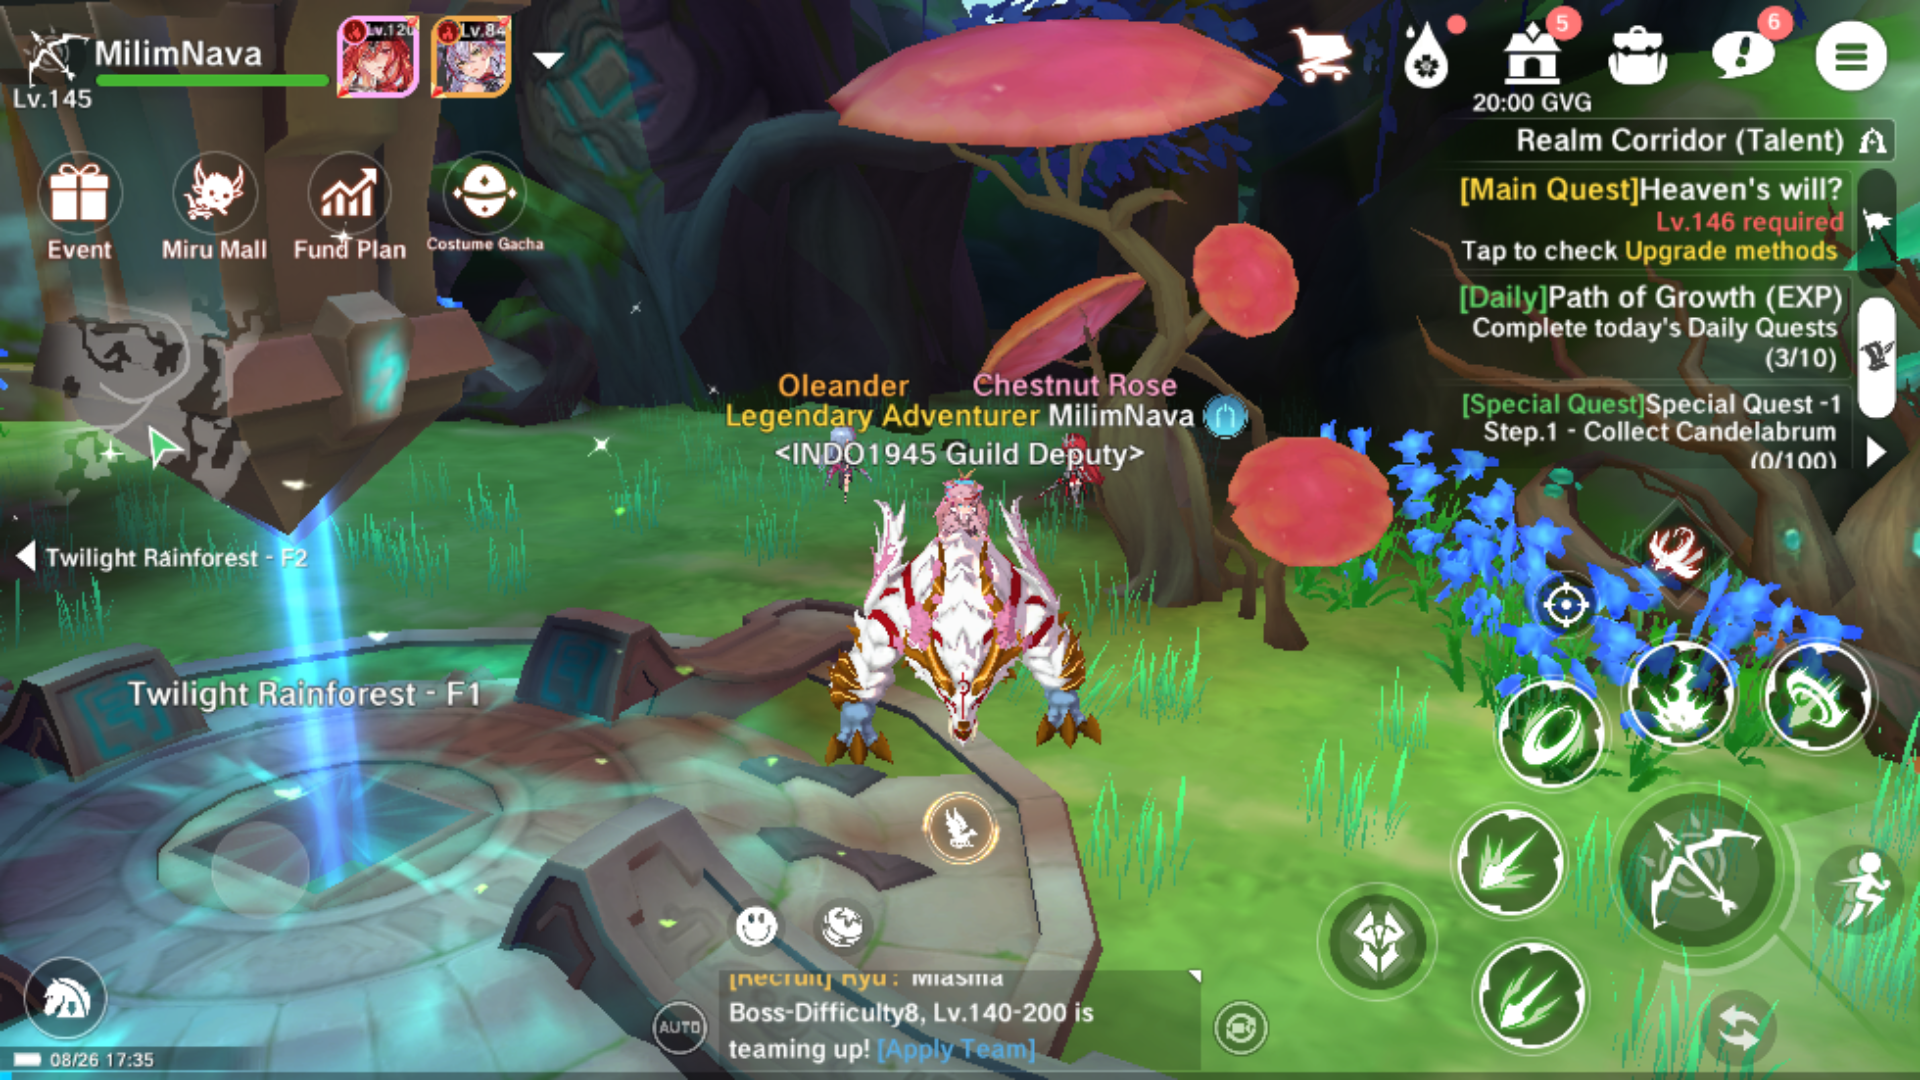 MilimNava
Lv.145
Lv.120
Lv.84
5
6
20:00 GVG
Realm Corridor (Talent)
Event
Miru Mall
Fund Plan
Costume Gacha
[Main Quest]Heaven's will?
Lv.146 required
Tap to check Upgrade methods
[Daily]Path of Growth (EXP)
Complete today's Daily Quests
(3/10)
[Special Quest]Special Quest -1
Step.1 - Collect Candelabrum
(0/100)
Oleander
Chestnut Rose
Legendary Adventurer MilimNava
<INDO1945 Guild Deputy>
Twilight Rainforest - F2
Twilight Rainforest - F1
[Recruit] Ryu : Miasma
Boss-Difficulty8, Lv.140-200 is
teaming up! [Apply Team]
AUTO
08/26 17:35